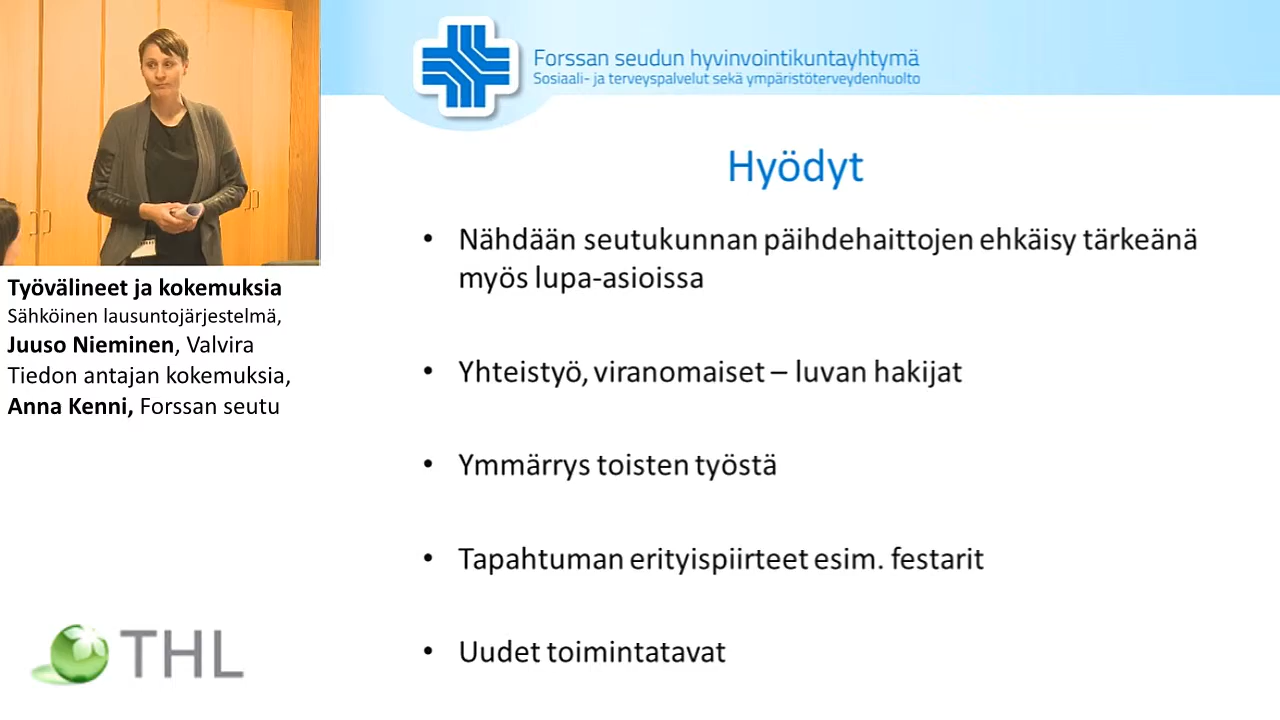 Forssan seudun hyvinvointikuntayhtymä
Sosiaali- ja terveyspalvelut sekä ympäristöterveydenhuolto
Hyödyt
• Nähdään seutukunnan päihdehaittojen ehkäisy tärkeänä
myös lupa-asioissa
• Yhteistyö, viranomaiset – luvan hakijat
• Ymmärrys toisten työstä
• Tapahtuman erityispiirteet esim. festarit
• Uudet toimintatavat
Työvälineet ja kokemuksia
Sähköinen lausuntojärjestelmä,
Juuso Nieminen, Valvira
Tiedon antajan kokemuksia,
Anna Kenni, Forssan seutu
THL